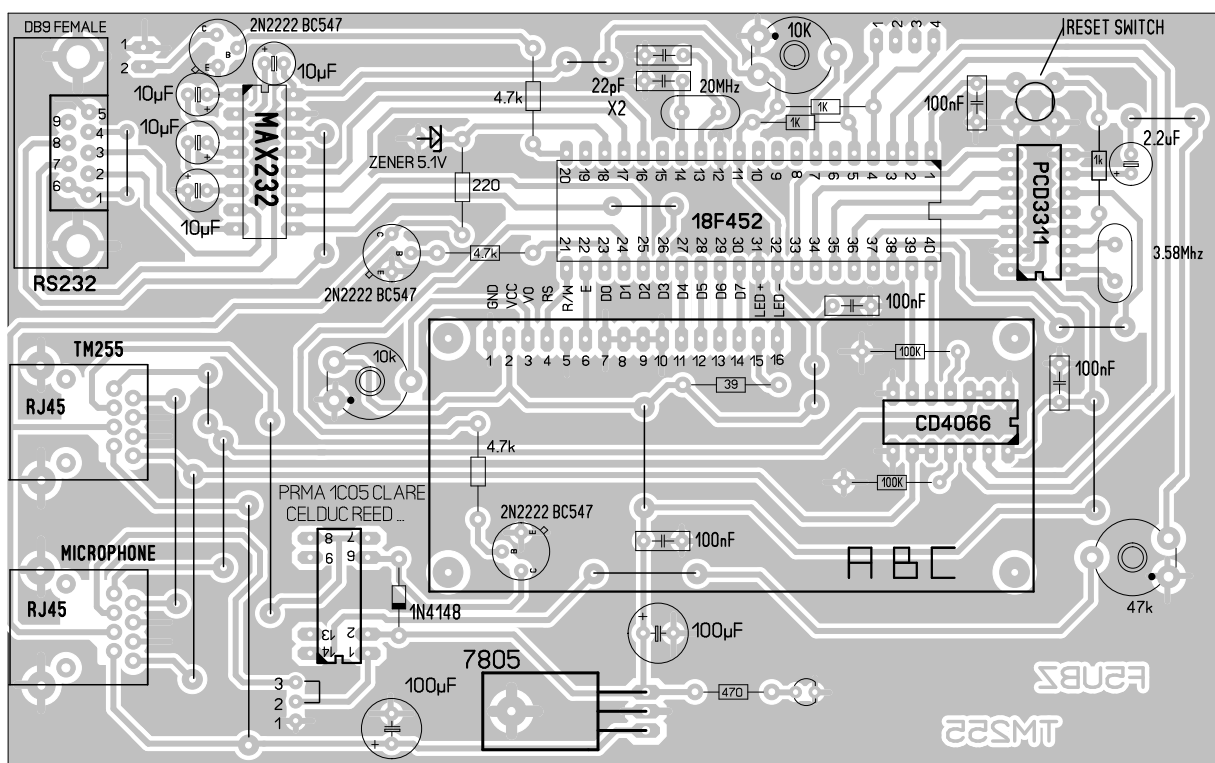 DB9 FEMALE
1
2
C
B
E
2N2222 BC547
10µF
10µF
10µF
10µF
MAX232
9
8
7
6
5
4
3
2
1
RS232
4.7k
ZENER 5.1V
220
22pF
X2
20MHz
10K
1K
1K
1 2 3 4
RESET SWITCH
100nF
1k
2.2uF
PCD3311
3.58Mhz
20 19 18 17 16 15 14 13 12 11 10 9 8 7 6 5 4 3 2 1
18F452
21 22 23 24 25 26 27 28 29 30 31 32 33 34 35 36 37 38 39 40
C
B
E
4.7k
2N2222 BC547
GND VCC VO RS R/W E D0 D1 D2 D3 D4 D5 D6 D7 LED+ LED-
1 2 3 4 5 6 7 8 9 10 11 12 13 14 15 16
100nF
100K
100nF
39
CD4066
100K
TM255
RJ45
10k
4.7k
PRMA 1C05 CLARE
CELDUC REED ...
2N2222 BC547
E
B
C
100nF
ABC
MICROPHONE
RJ45
8 7
9 6
13 2
14 1
1N4148
47k
100µF
7805
100µF
3
2
1
470
F5UBZ
TM255